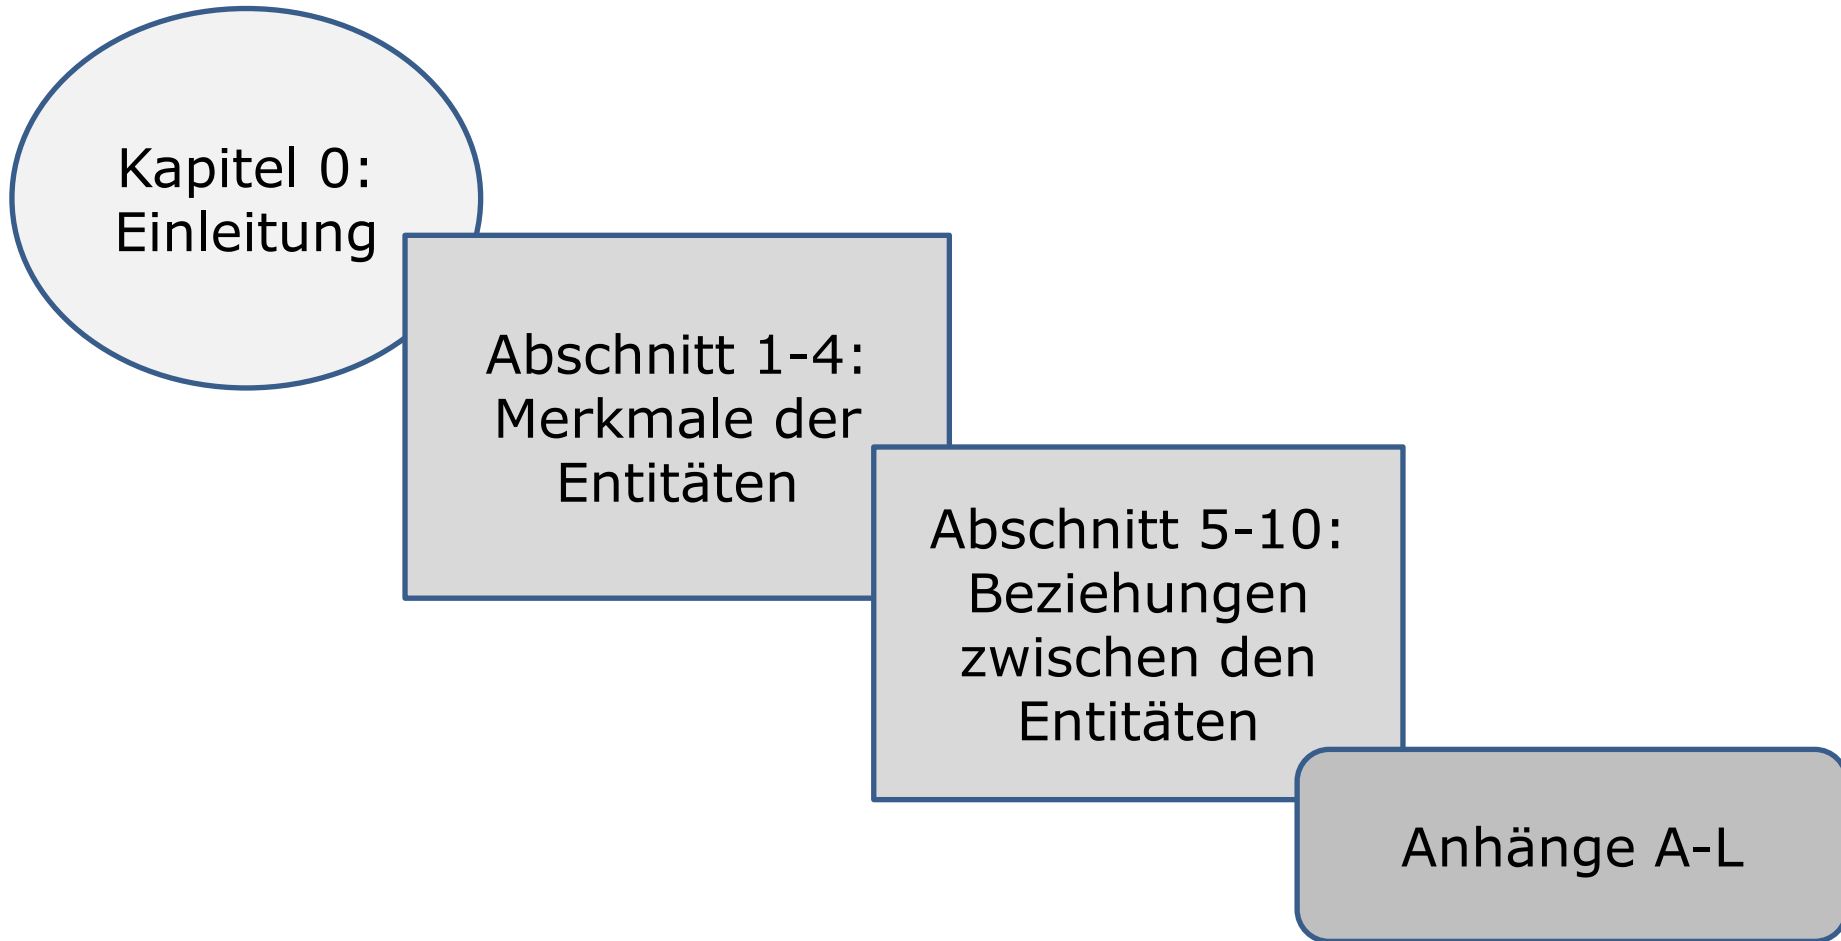 Kapitel 0:
Einleitung
Abschnitt 1-4:
Merkmale der
Entitäten
Abschnitt 5-10:
Beziehungen
zwischen den
Entitäten
Anhänge A-L